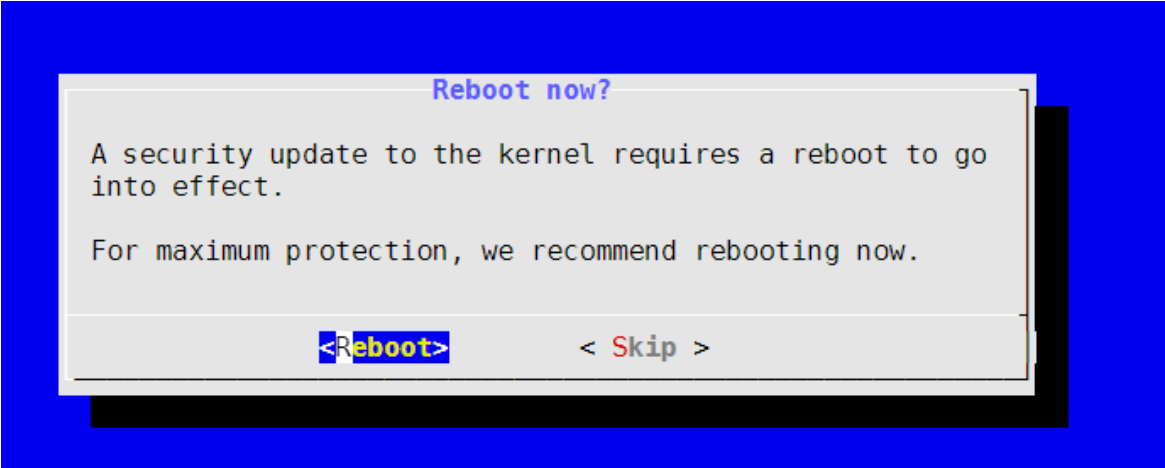 Reboot now?
A security update to the kernel requires a reboot to go
into effect.
For maximum protection, we recommend rebooting now.
<Reboot> < Skip >